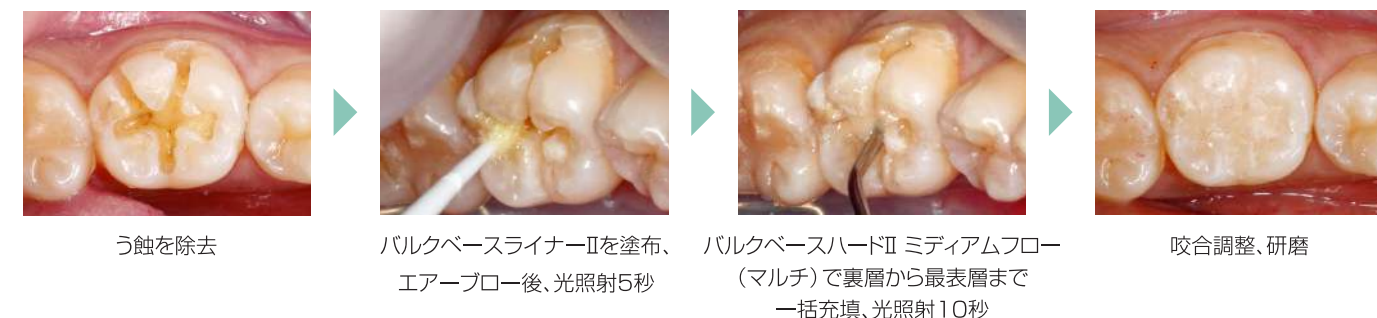 う蝕を除去
バルクベースライナーⅡを塗布、
エアーブロー後、光照射5秒
バルクベースハードⅡ ミディアムフロー
（マルチ）で裏層から最表層まで
一括充填、光照射10秒
咬合調整、研磨